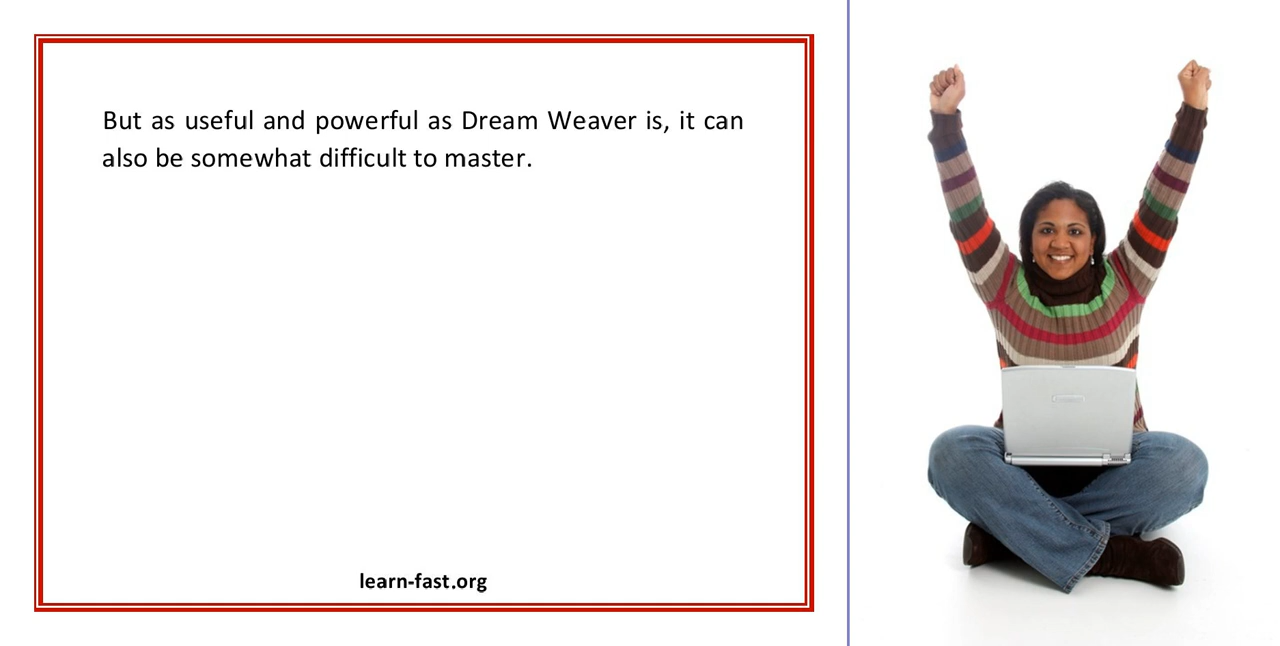 But as useful and powerful as Dream Weaver is, it can
also be somewhat difficult to master.
learn-fast.org